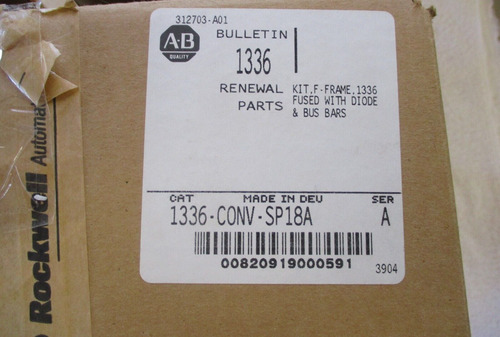 312703-A01
A-B
QUALITY
BULLETIN
1336
RENEWAL
PARTS
KIT,F-FRAME,1336
FUSED WITH DIODE
& BUS BARS
CAT MADE IN DEU SER
1336-CONV-SP18A A
00820919000591
3904
Rockwell Automa